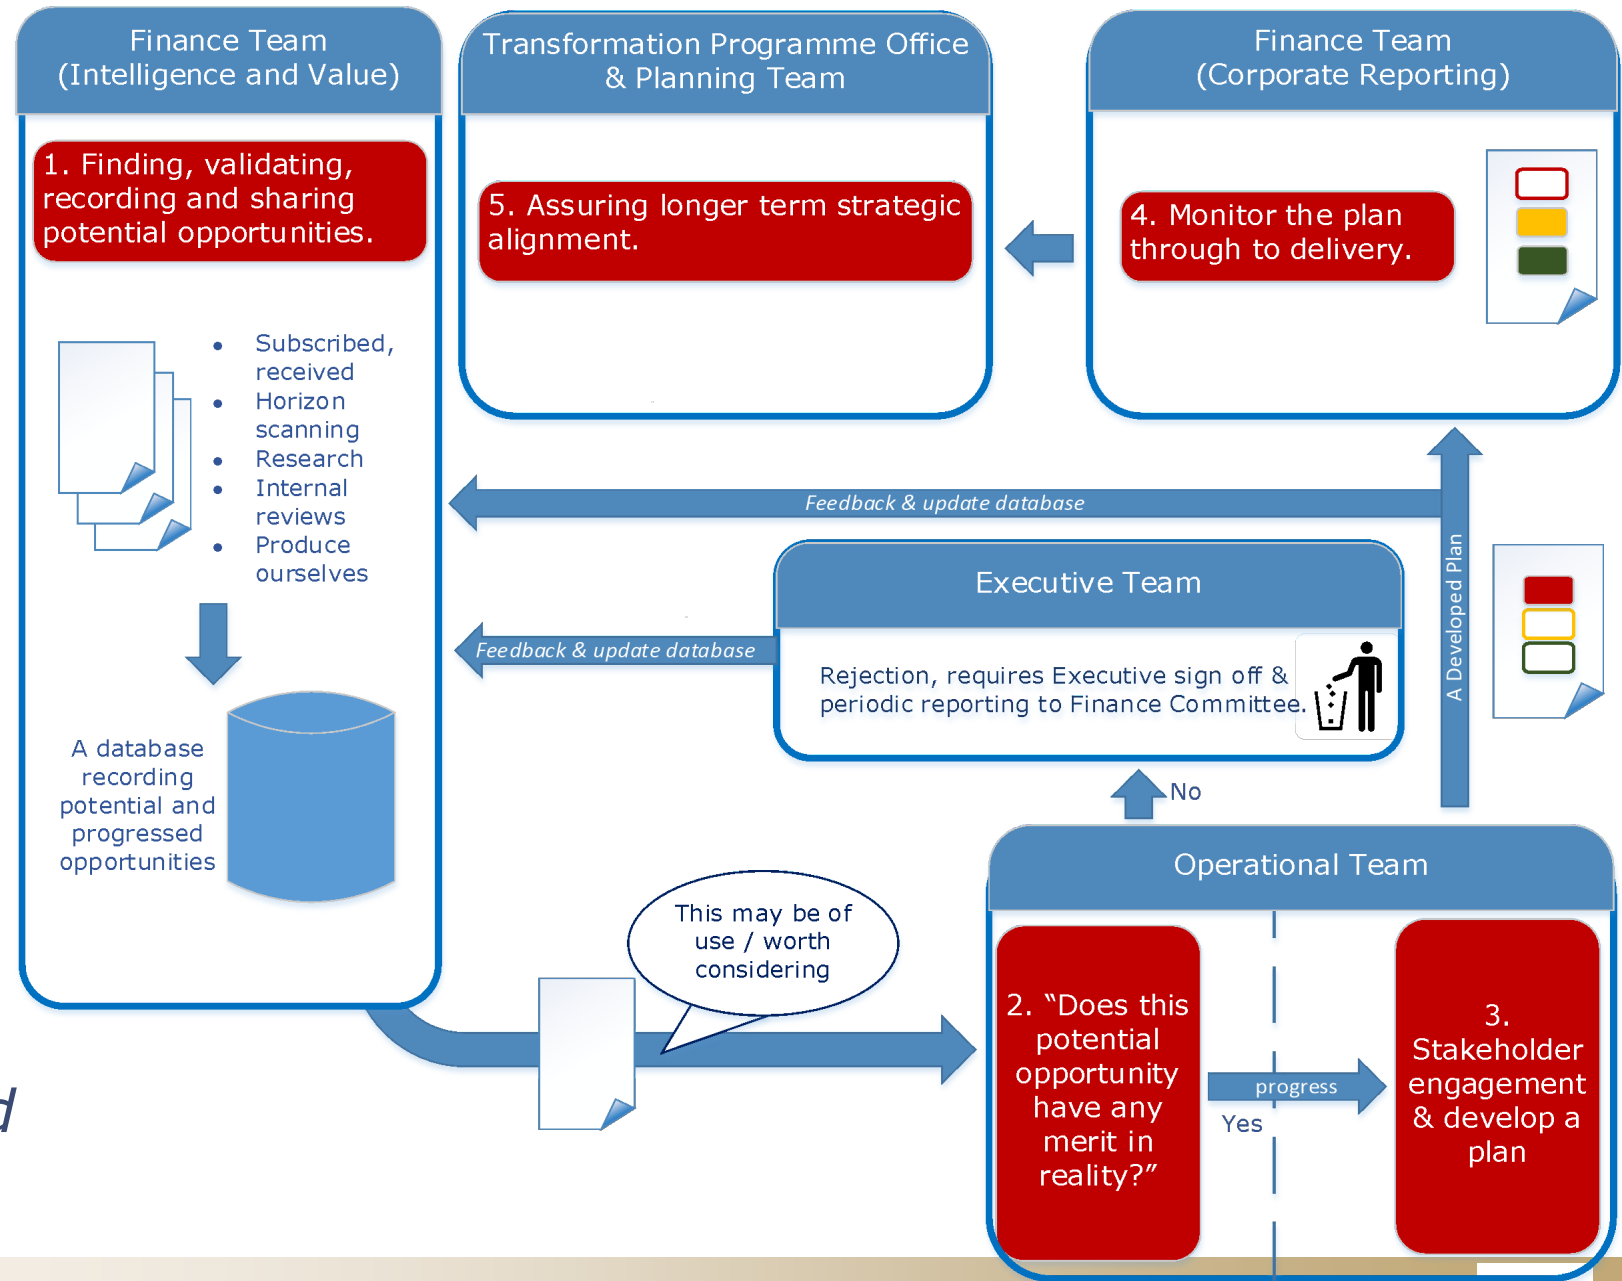 Finance Team
(Intelligence and Value)
1. Finding, validating,
recording and sharing
potential opportunities.
Subscribed,
received
Horizon
scanning
Research
Internal
reviews
Produce
ourselves
A database
recording
potential and
progressed
opportunities
Transformation Programme Office
& Planning Team
5. Assuring longer term strategic
alignment.
Finance Team
(Corporate Reporting)
4. Monitor the plan
through to delivery.
Feedback & update database
A Developed Plan
Executive Team
Rejection, requires Executive sign off &
periodic reporting to Finance Committee.
Feedback & update database
No
Operational Team
2. “Does this
potential
opportunity
have any
merit in
reality?”
progress
Yes
3.
Stakeholder
engagement
& develop a
plan
This may be of
use / worth
considering